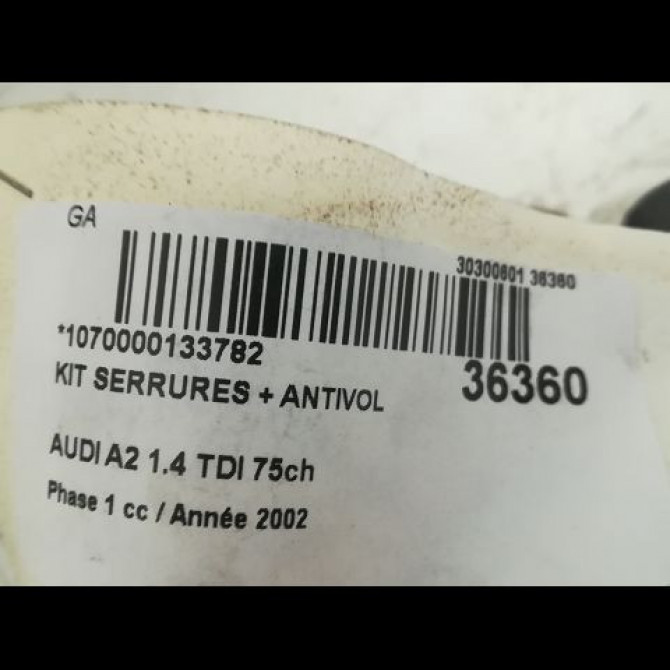 GA
30300601 36360
*1070000133782
36360
KIT SERRURES + ANTIVOL
AUDI A2 1.4 TDI 75ch
Phase 1 cc / Année 2002